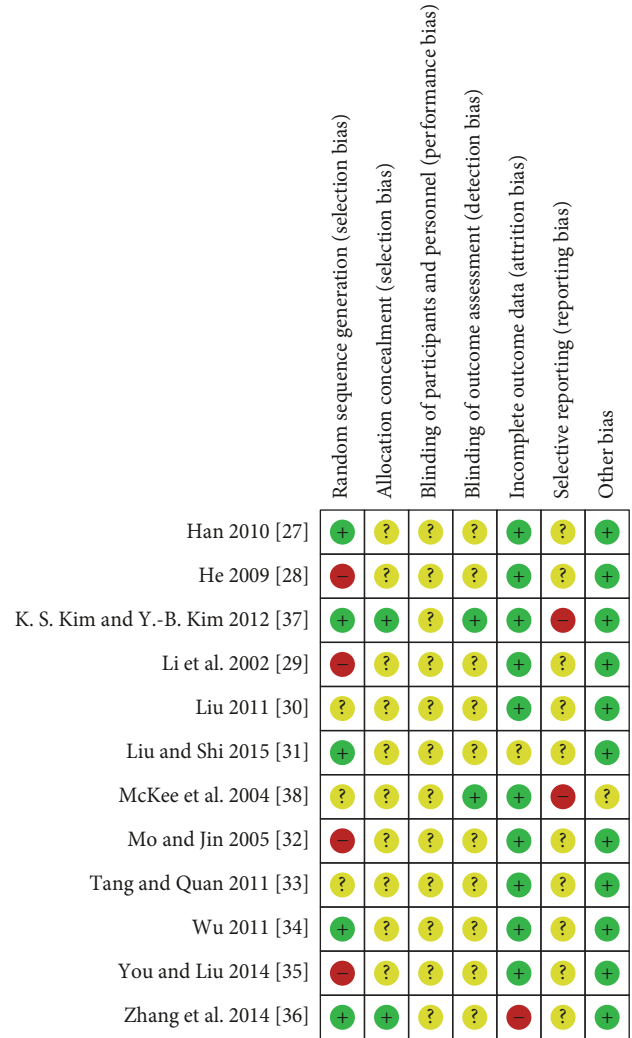 Random sequence generation (selection bias)
Allocation concealment (selection bias)
Blinding of participants and personnel (performance bias)
Blinding of outcome assessment (detection bias)
Incomplete outcome data (attrition bias)
Selective reporting (reporting bias)
Other bias
Han 2010 [27] + ? ? ? + ? +
He 2009 [28] – ? ? ? + ? +
K. S. Kim and Y.-B. Kim 2012 [37] + + ? + + – +
Li et al. 2002 [29] – ? ? ? + ? +
Liu 2011 [30] ? ? ? ? + ? +
Liu and Shi 2015 [31] + ? ? ? ? ? +
McKee et al. 2004 [38] ? ? ? + + – ?
Mo and Jin 2005 [32] – ? ? ? + ? +
Tang and Quan 2011 [33] ? ? ? ? + ? +
Wu 2011 [34] + ? ? ? + ? +
You and Liu 2014 [35] – ? ? ? + ? +
Zhang et al. 2014 [36] + + ? ? – ? +